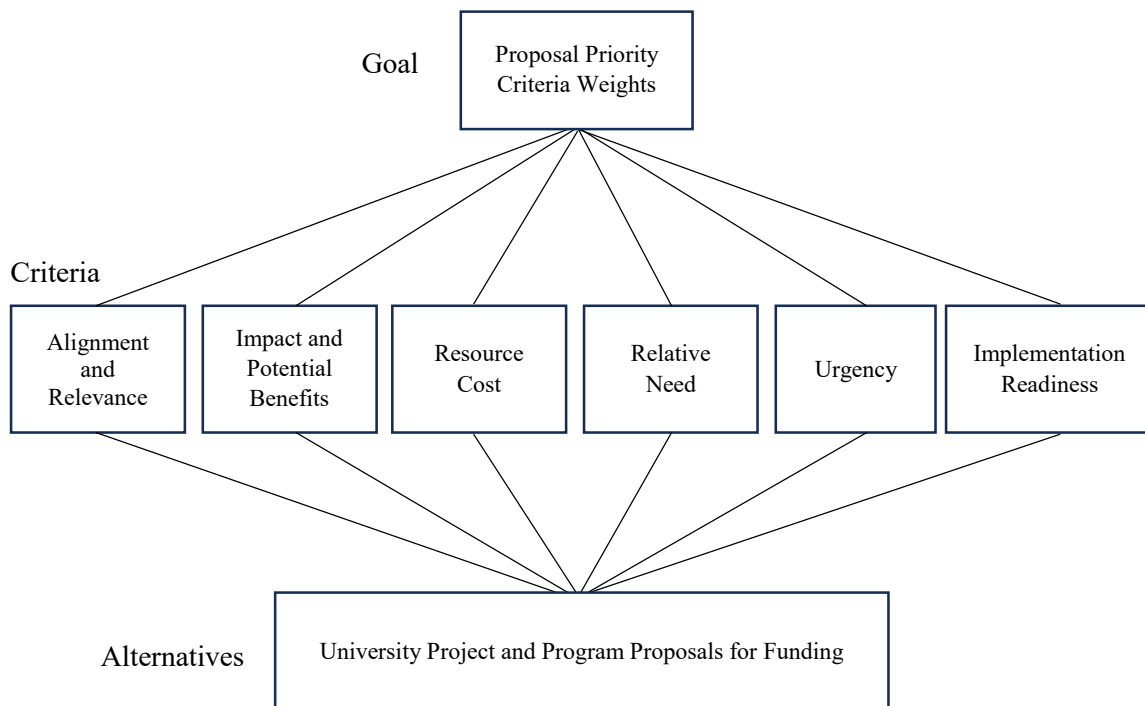 Goal
Proposal Priority
Criteria Weights
Criteria
Alignment
and
Relevance
Impact and
Potential
Benefits
Resource
Cost
Relative
Need
Urgency
Implementation
Readiness
Alternatives
University Project and Program Proposals for Funding